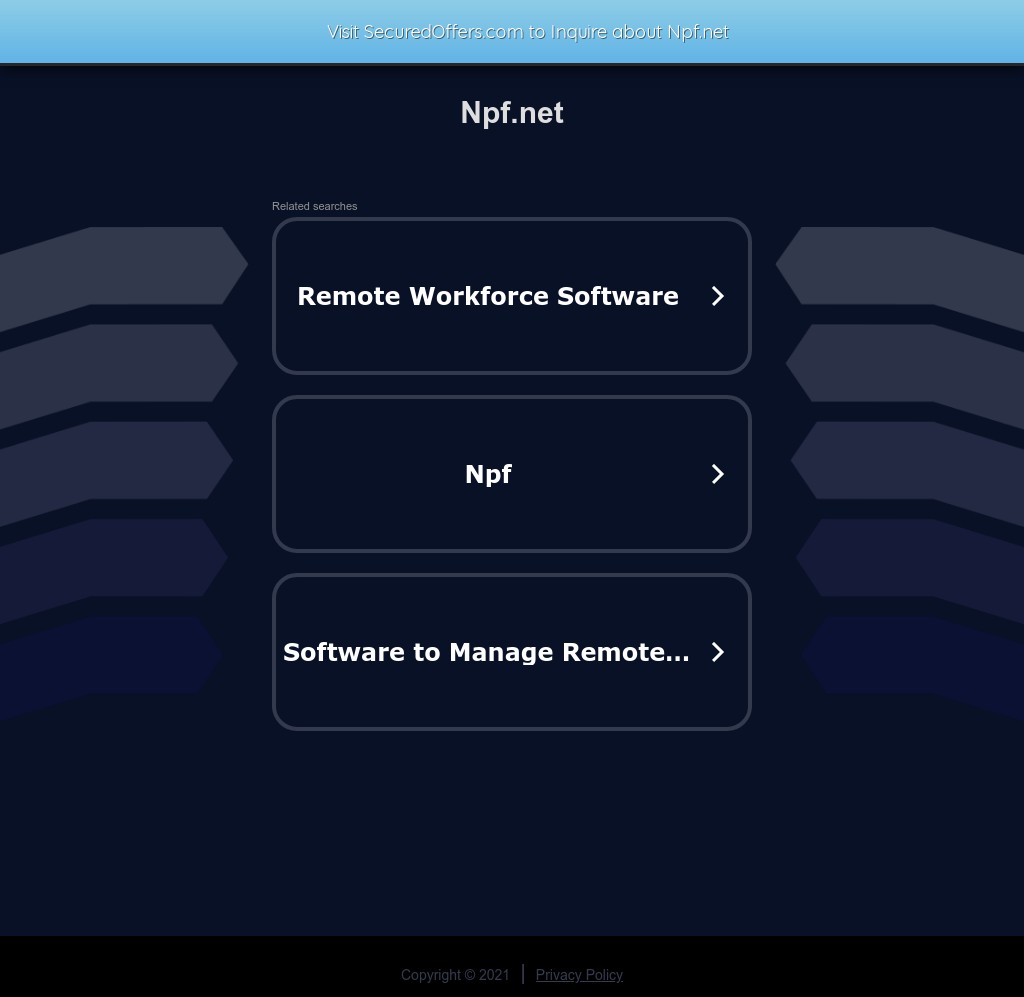 Visit SecuredOffers.com to Inquire about Npf.net
Npf.net
Related searches
Remote Workforce Software
Npf
Software to Manage Remote...
Copyright © 2021 | Privacy Policy